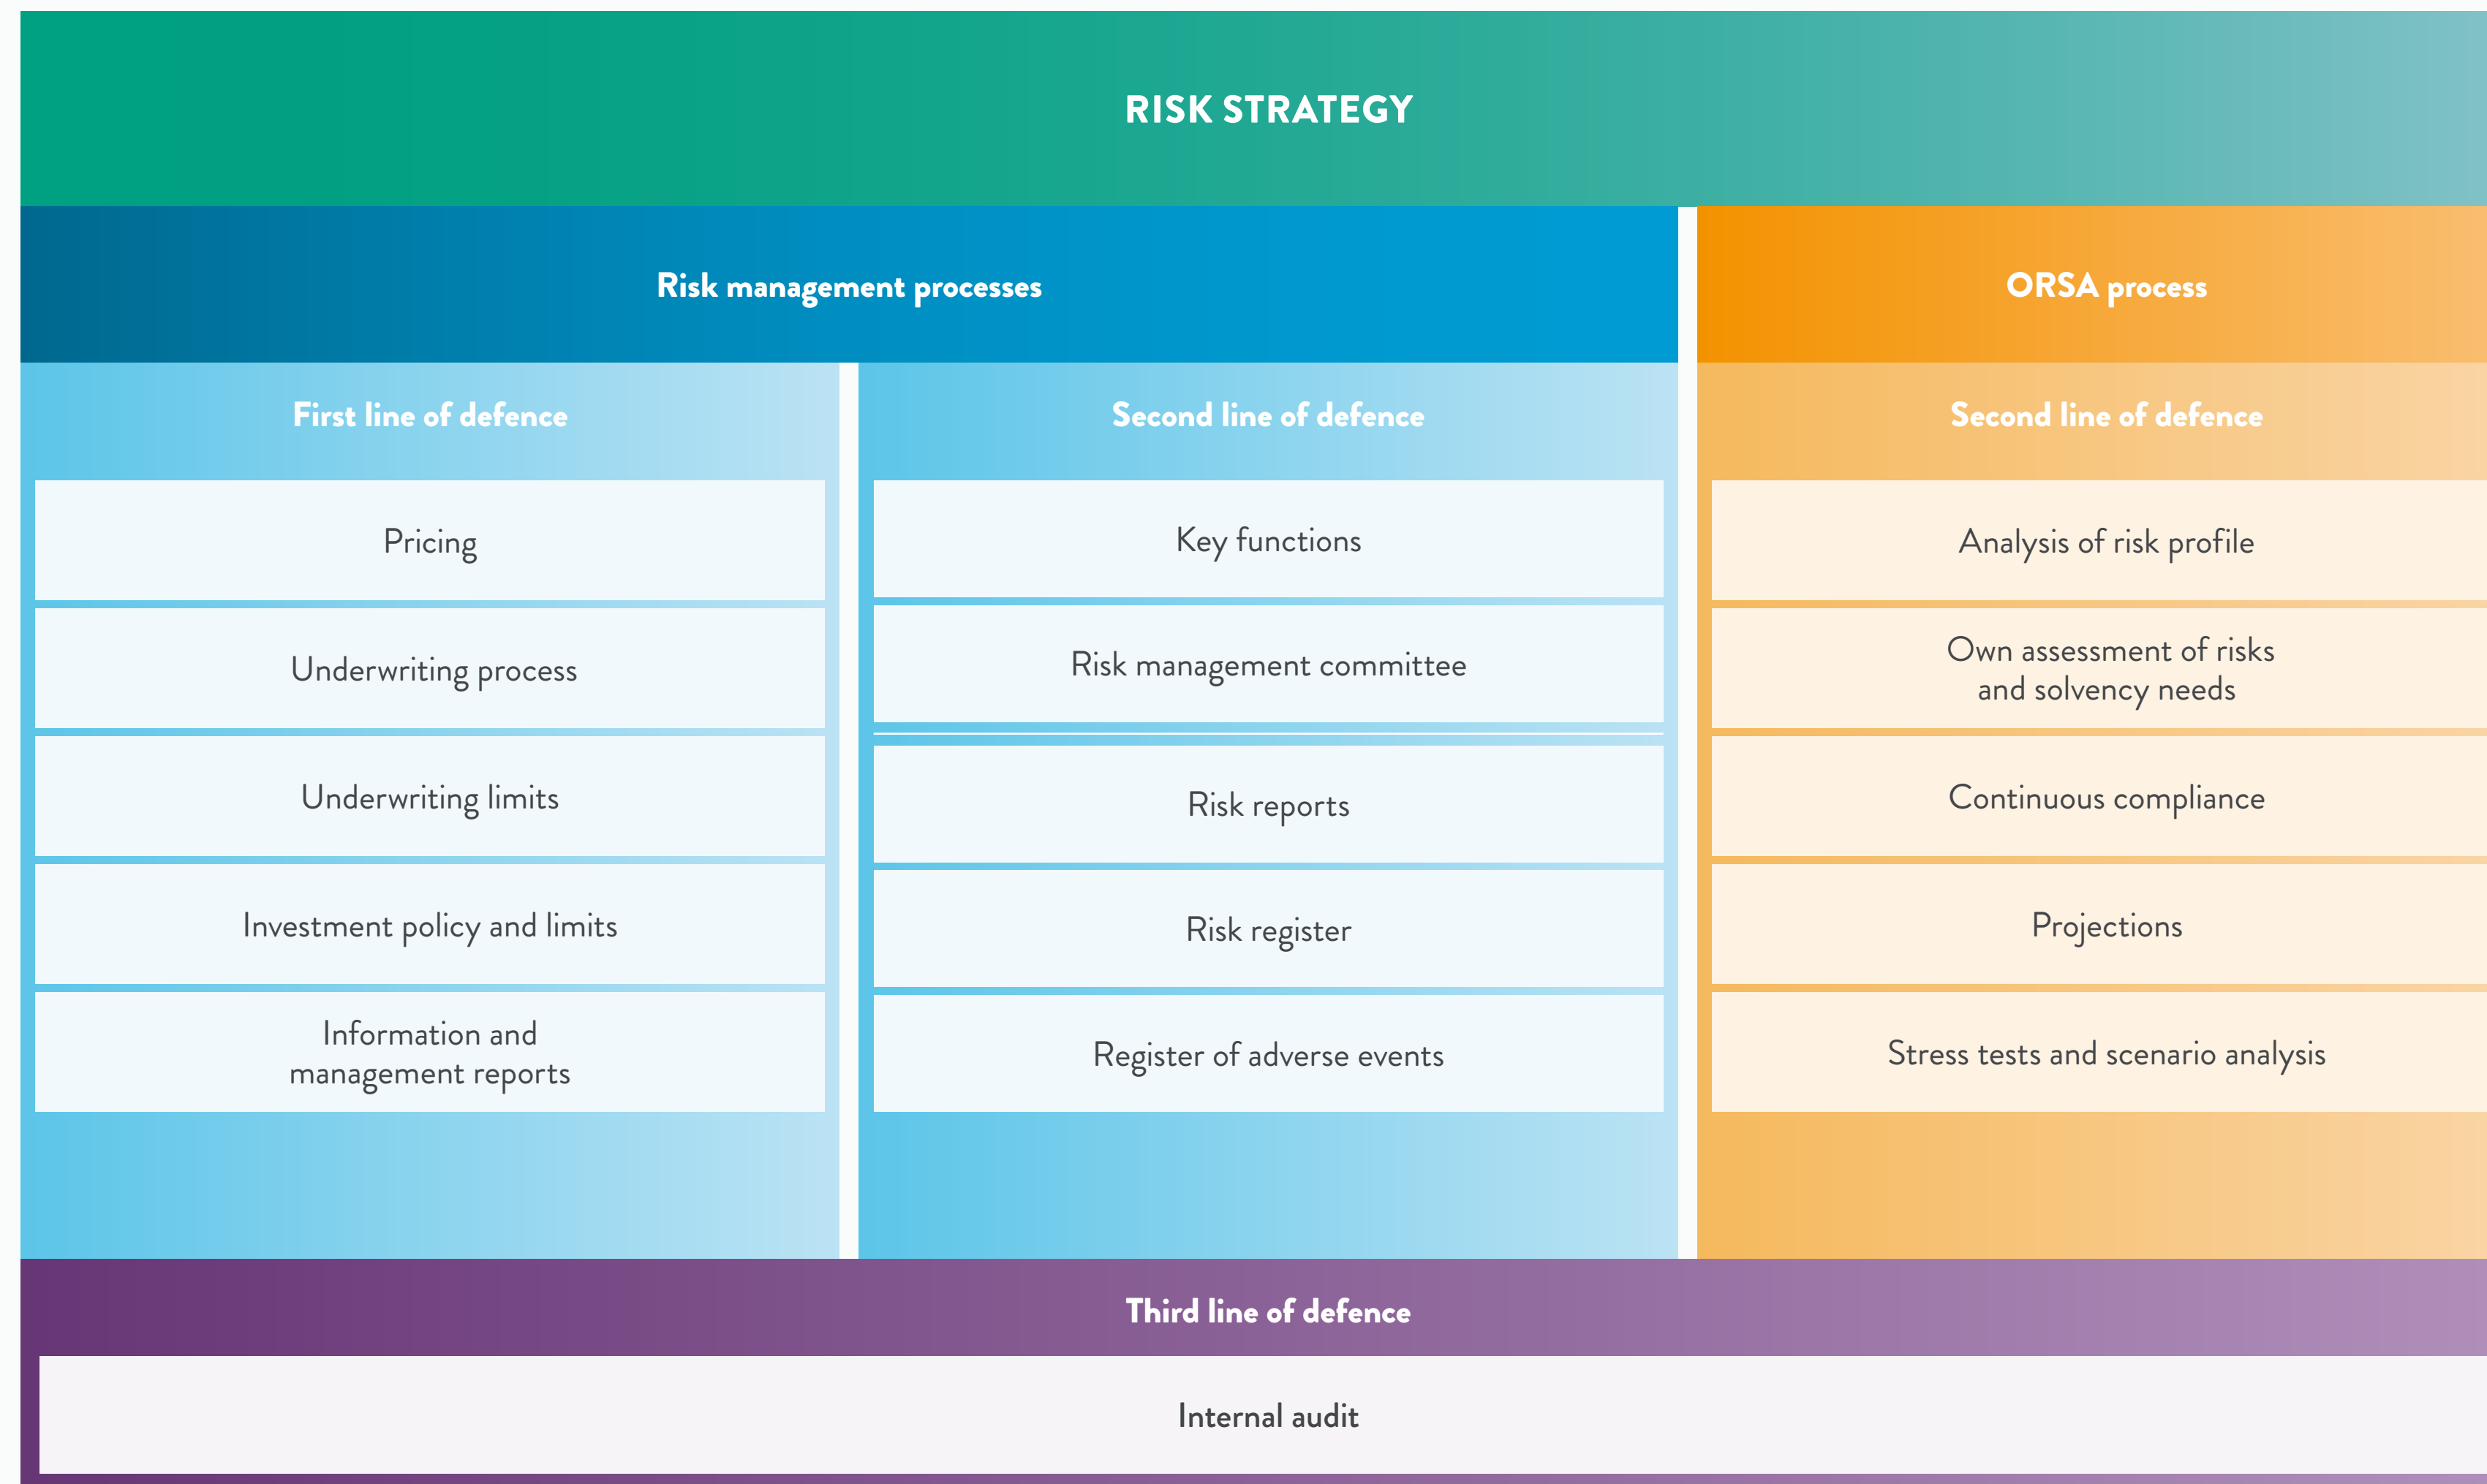 RISK STRATEGY
Risk management processes
ORSA process
First line of defence
Pricing
Underwriting process
Underwriting limits
Investment policy and limits
Information and
management reports
Second line of defence
Key functions
Risk management committee
Risk reports
Risk register
Register of adverse events
Second line of defence
Analysis of risk profile
Own assessment of risks
and solvency needs
Continuous compliance
Projections
Stress tests and scenario analysis
Third line of defence
Internal audit